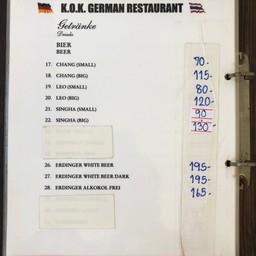 K.O.K. GERMAN RESTAURANT
Getränke
Drinks
BIER
BEER
17. CHANG (SMALL) 70.-
18. CHANG (BIG) 115.-
19. LEO (SMALL) 80.-
20. LEO (BIG) 120.-
21. SINGHA (SMALL) 90
22. SINGHA (BIG) 130.-
26. ERDINGER WHITE BEER 195.-
27. ERDINGER WHITE BEER DARK 195.-
28. ERDINGER ALKOKOL FREI 165.-